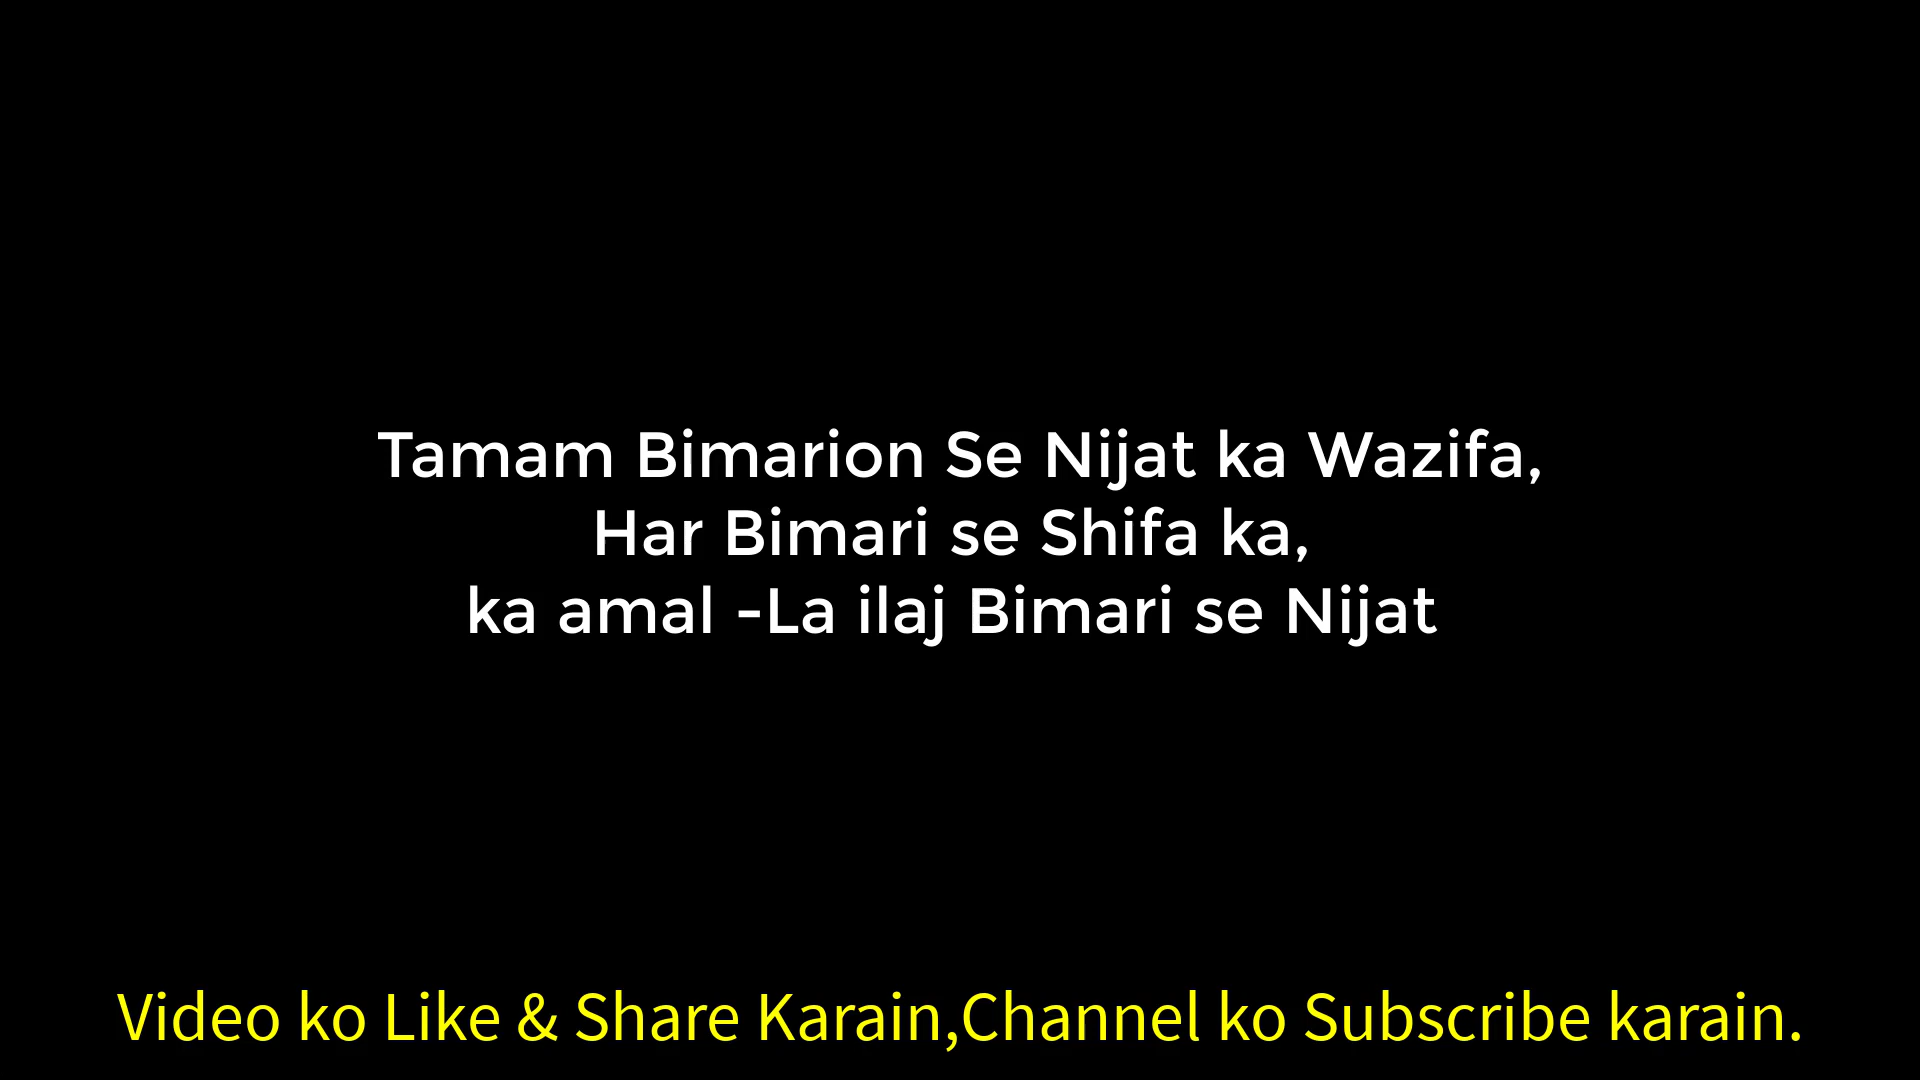 Tamam Bimarion Se Nijat ka Wazifa,
Har Bimari se Shifa ka,
ka amal -La ilaj Bimari se Nijat
Video ko Like & Share Karain,Channel ko Subscribe karain.